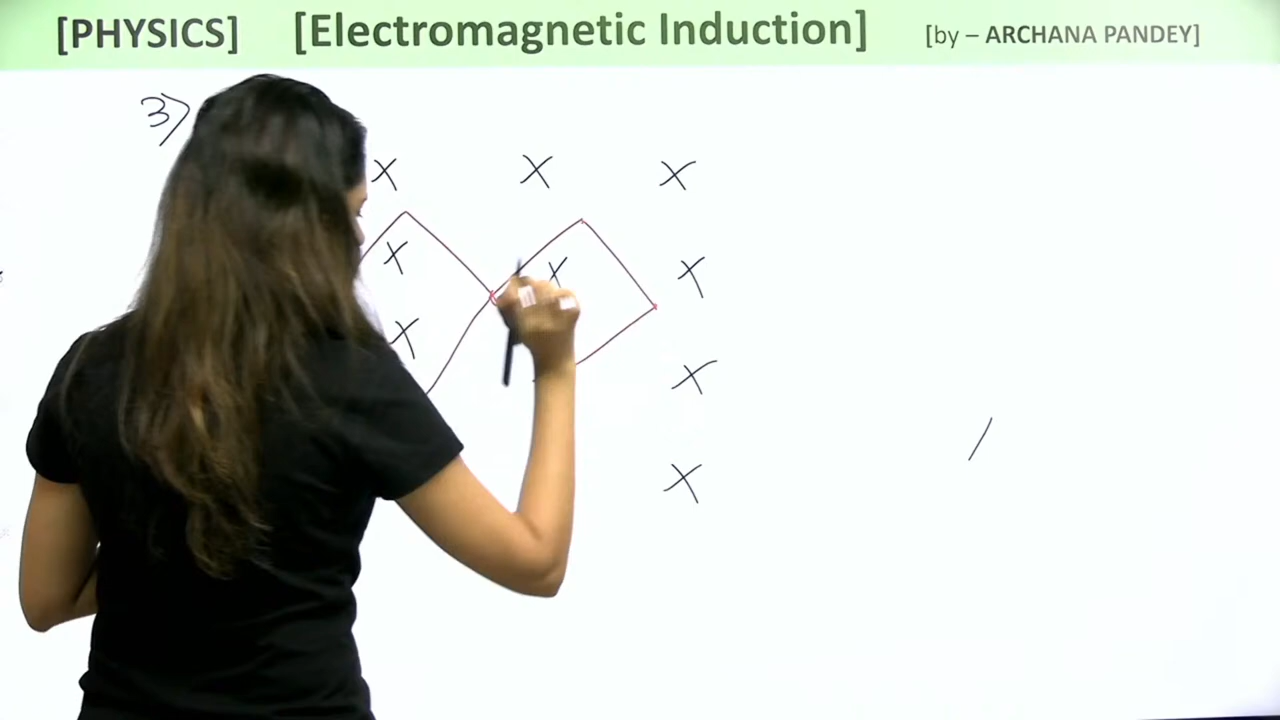 [PHYSICS] [Electromagnetic Induction] [by – ARCHANA PANDEY]
3)
X X X
X X X
X X
X